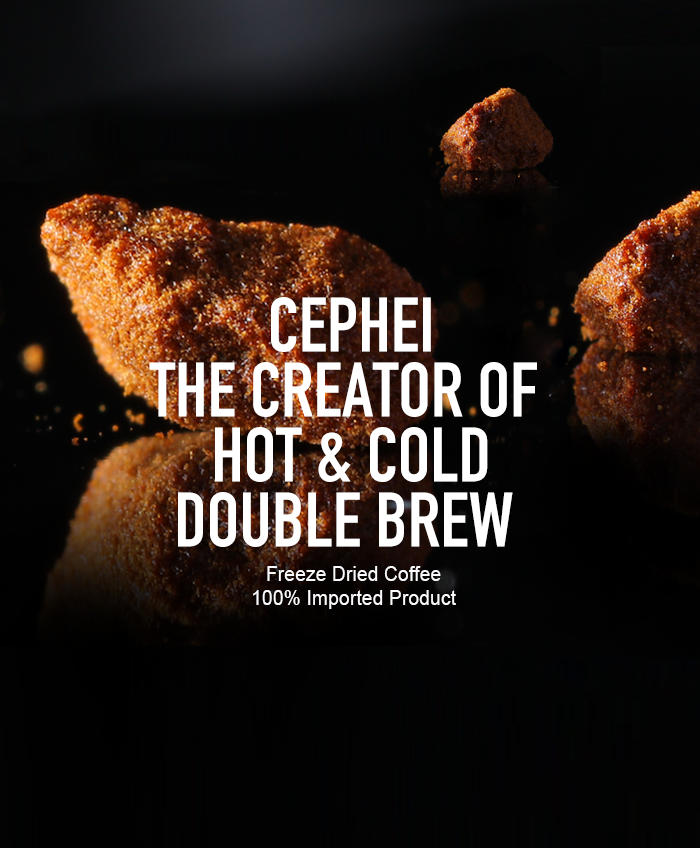 CEPHEI
THE CREATOR OF
HOT & COLD
DOUBLE BREW
Freeze Dried Coffee
100% Imported Product